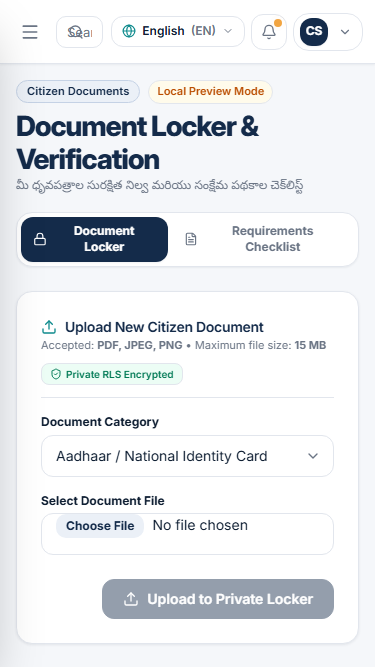 English (EN)
CS
Citizen Documents
Local Preview Mode
Document Locker &
Verification
మీ ధృవపత్రాల సురక్షిత నిల్వ మరియు సంక్షేమ పథకాల చెక్‌లిస్ట్
Document
Locker
Requirements
Checklist
Upload New Citizen Document
Accepted: PDF, JPEG, PNG • Maximum file size: 15 MB
Private RLS Encrypted
Document Category
Aadhaar / National Identity Card
Select Document File
Choose File No file chosen
Upload to Private Locker